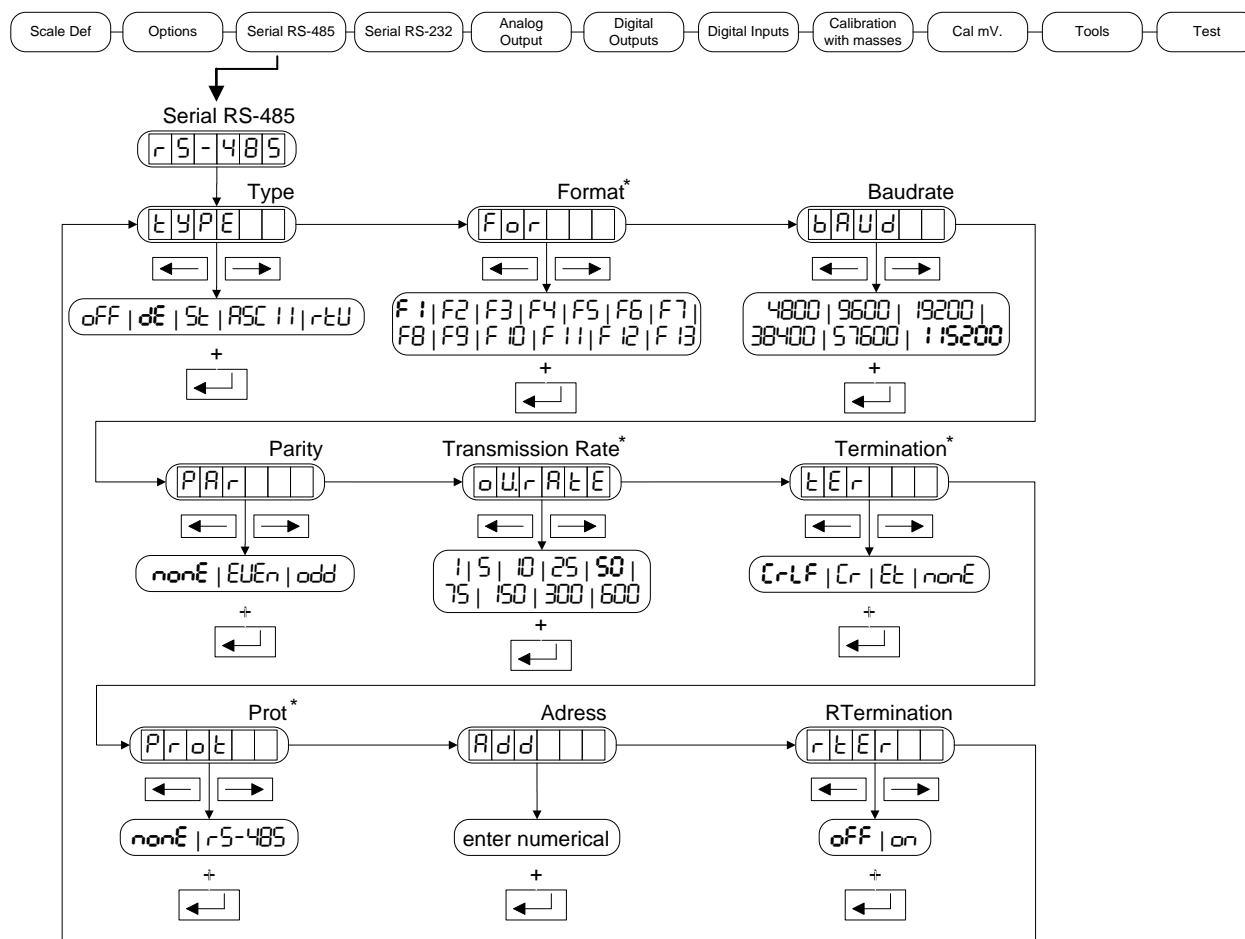 Scale Def
Options
Serial RS-485
Serial RS-232
Analog
Output
Digital
Outputs
Digital Inputs
Calibration
with masses
Cal mV.
Tools
Test
Serial RS-485
rS-485
Type
tYPE
Format*
For
Baudrate
bAUd
oFF | dE | St | ASCII | rtU
+
F1 | F2 | F3 | F4 | F5 | F6 | F7 |
F8 | F9 | F10 | F11 | F12 | F13
+
4800 | 9600 | 19200 |
38400 | 57600 | 115200
+
Parity
PAr
Transmission Rate*
oU.rAtE
Termination*
tEr
nonE | EUEn | odd
+
1 | 5 | 10 | 25 | 50 |
75 | 150 | 300 | 600
+
CrLF | Cr | Et | nonE
+
Prot*
Prot
Adress
Add
RTermination
rtEr
nonE | rS-485
+
enter numerical
+
oFF | on
+